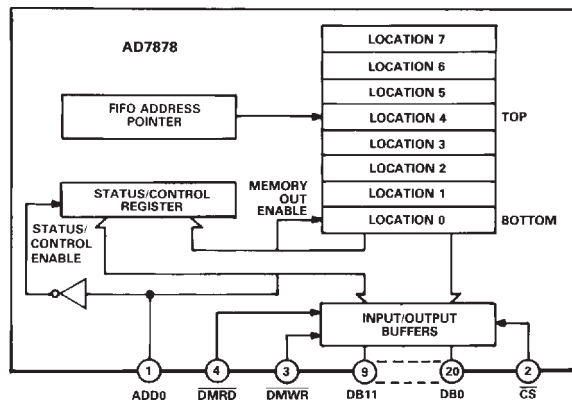 AD7878
LOCATION 7
LOCATION 6
LOCATION 5
FIFO ADDRESS
POINTER
LOCATION 4
TOP
LOCATION 3
LOCATION 2
STATUS/CONTROL
REGISTER
MEMORY
OUT
ENABLE
LOCATION 1
LOCATION 0
BOTTOM
STATUS/
CONTROL
ENABLE
INPUT/OUTPUT
BUFFERS
1
4
3
9
20
2
ADD0
DMRD
DMWR
DB11
DB0
CS